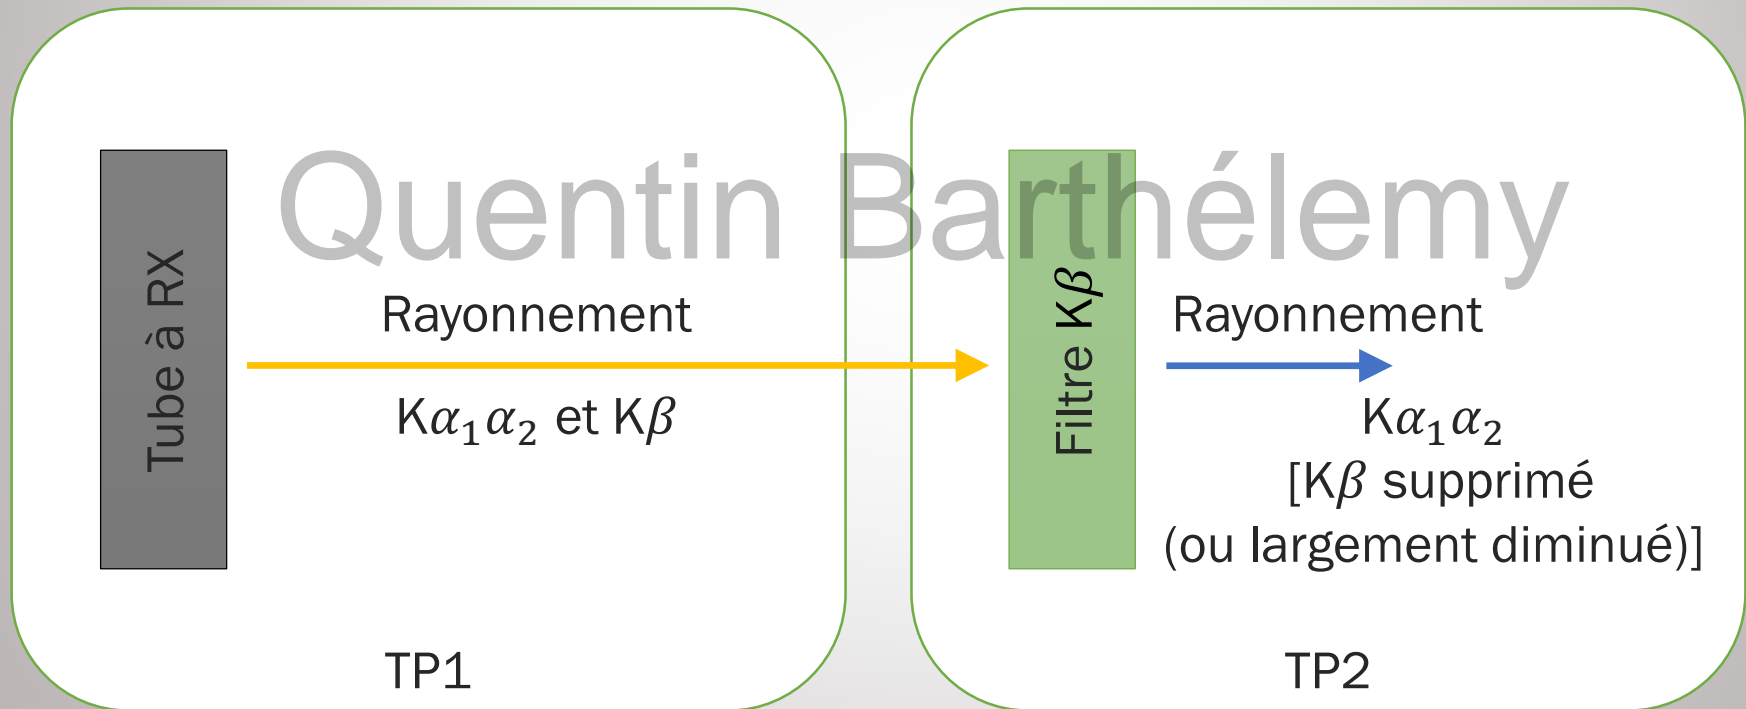 Quentin Barthélemy
Tube à RX
Rayonnement
K𝛼₁𝛼₂ et K𝛽
TP1
Filtre K𝛽
Rayonnement
K𝛼₁𝛼₂
[K𝛽 supprimé
(ou largement diminué)]
TP2